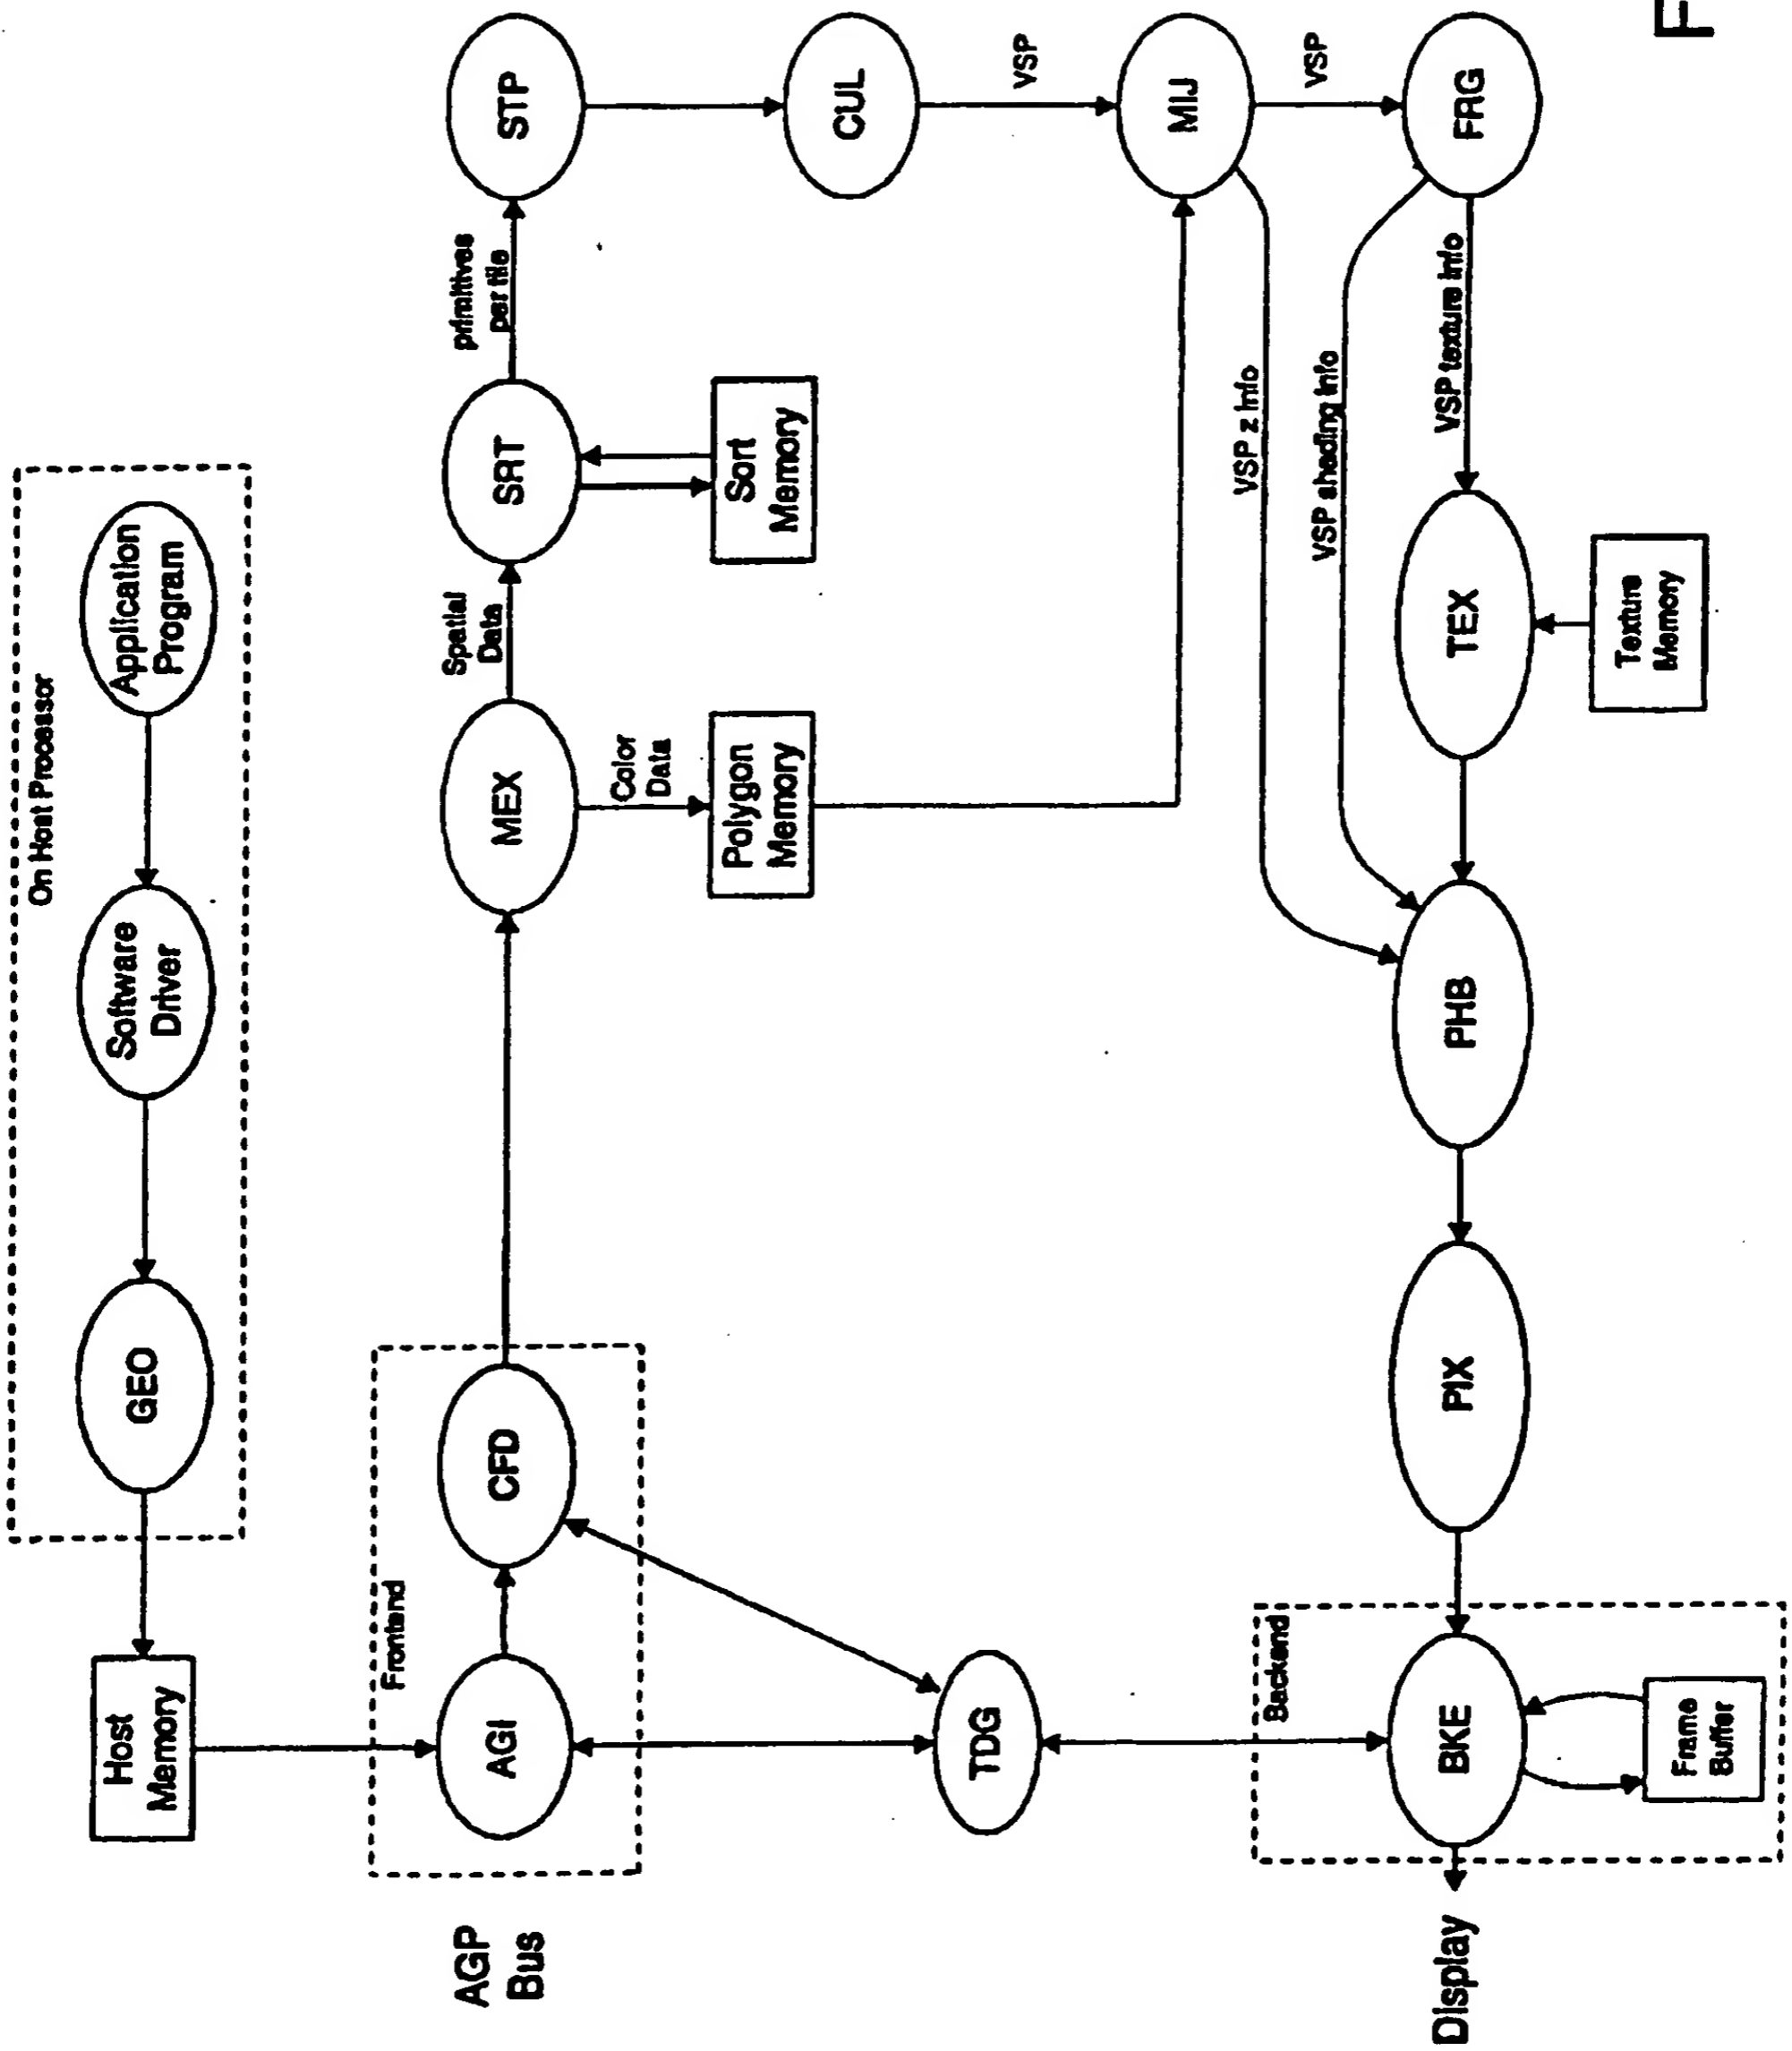 On Host Processor
Application
Program
Software
Driver
GEO
Host
Memory
AGP
Bus
Frontend
AGI
CFD
MEX
Spatial
Data
Color
Data
Polygon
Memory
SRT
Sort
Memory
primitives
per tile
STP
CUL
VSP
MIJ
VSP
FRG
VSP z info
VSP shading info
VSP texture info
TEX
Texture
Memory
PHB
PIX
TDG
Backend
BKE
Frame
Buffer
Display
F